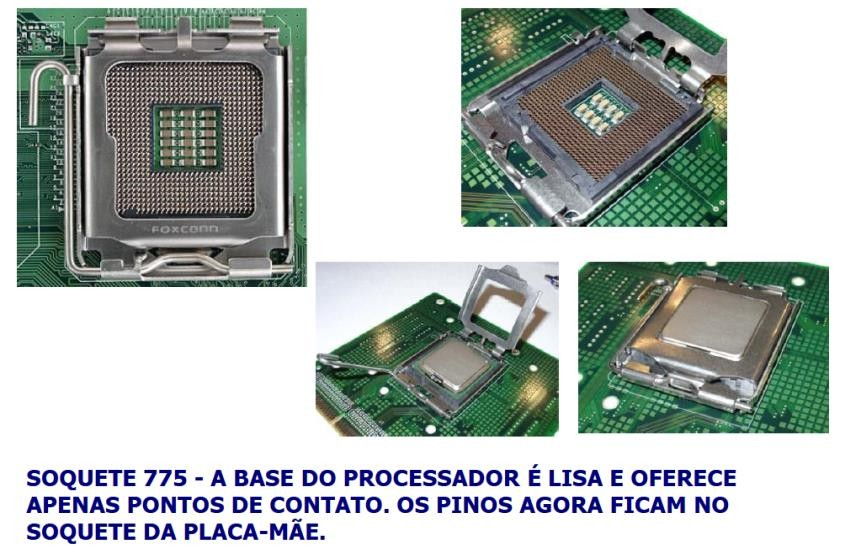 FOXCONN
SOQUETE 775 - A BASE DO PROCESSADOR É LISA E OFERECE
APENAS PONTOS DE CONTATO. OS PINOS AGORA FICAM NO
SOQUETE DA PLACA-MÃE.